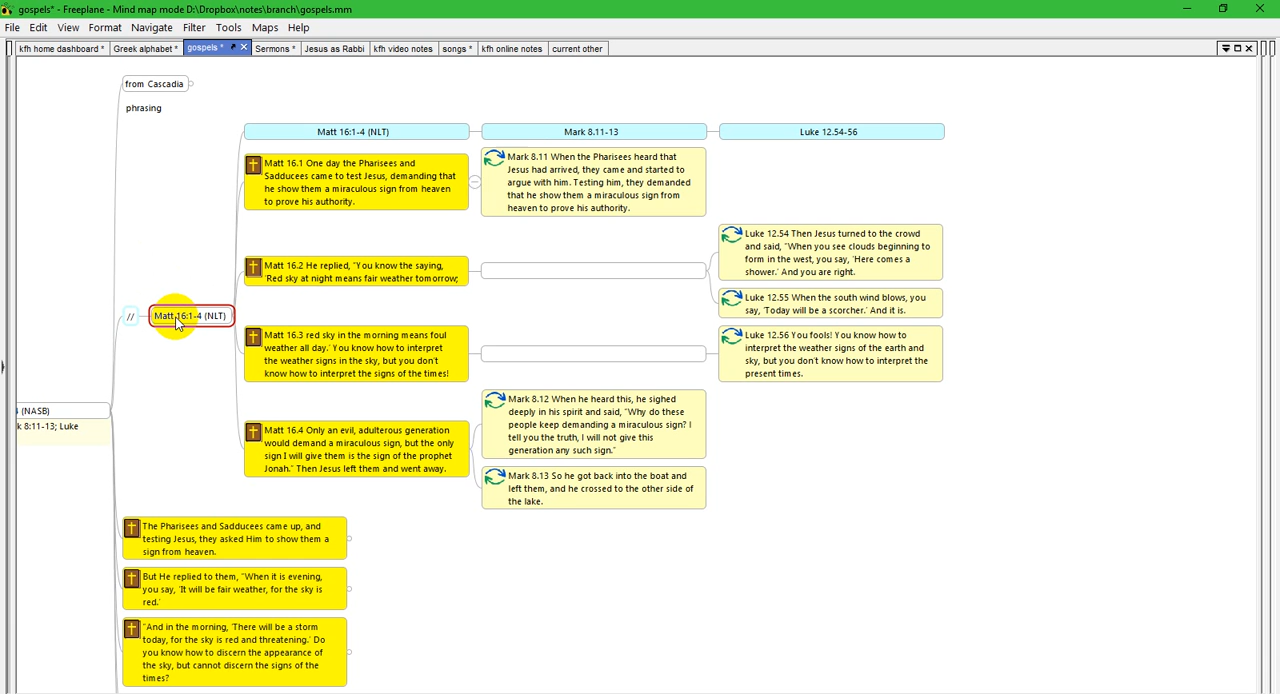 gospels* - Freeplane - Mind map mode D:\Dropbox\notes\branch\gospels.mm
File Edit View Format Navigate Filter Tools Maps Help
kfh home dashboard * Greek alphabet * gospels * Sermons * Jesus as Rabbi kfh video notes songs * kfh online notes current other
from Cascadia
phrasing
Matt 16:1-4 (NLT) Mark 8.11-13 Luke 12.54-56
Matt 16.1 One day the Pharisees and
Sadducees came to test Jesus, demanding that
he show them a miraculous sign from heaven
to prove his authority.
Mark 8.11 When the Pharisees heard that
Jesus had arrived, they came and started to
argue with him. Testing him, they demanded
that he show them a miraculous sign from
heaven to prove his authority.
Matt 16.2 He replied, "You know the saying,
'Red sky at night means fair weather tomorrow;
Luke 12.54 Then Jesus turned to the crowd
and said, "When you see clouds beginning to
form in the west, you say, 'Here comes a
shower.' And you are right.
Luke 12.55 When the south wind blows, you
say, 'Today will be a scorcher.' And it is.
// Matt 16:1-4 (NLT)
Matt 16.3 red sky in the morning means foul
weather all day.' You know how to interpret
the weather signs in the sky, but you don't
know how to interpret the signs of the times!
Luke 12.56 You fools! You know how to
interpret the weather signs of the earth and
sky, but you don't know how to interpret the
present times.
Matt 16.4 Only an evil, adulterous generation
would demand a miraculous sign, but the only
sign I will give them is the sign of the prophet
Jonah." Then Jesus left them and went away.
Mark 8.12 When he heard this, he sighed
deeply in his spirit and said, "Why do these
people keep demanding a miraculous sign? I
tell you the truth, I will not give this
generation any such sign."
Mark 8.13 So he got back into the boat and
left them, and he crossed to the other side of
the lake.
(NASB)
k 8:11-13; Luke
The Pharisees and Sadducees came up, and
testing Jesus, they asked Him to show them a
sign from heaven.
But He replied to them, "When it is evening,
you say, 'It will be fair weather, for the sky is
red.'
"And in the morning, 'There will be a storm
today, for the sky is red and threatening.' Do
you know how to discern the appearance of
the sky, but cannot discern the signs of the
times?